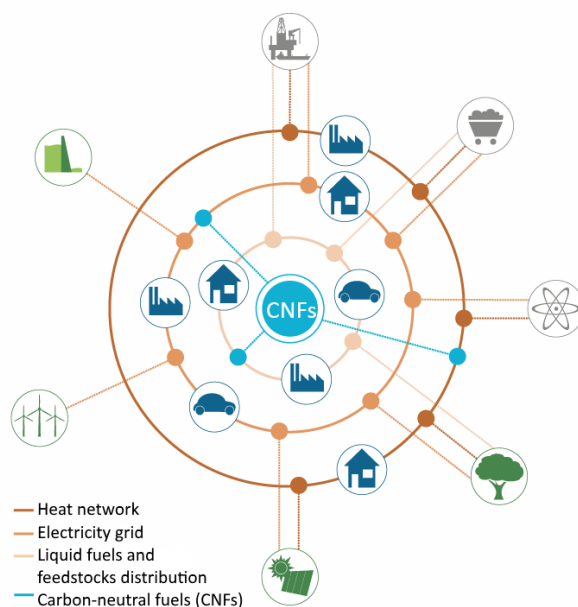 CNFs
Heat network
Electricity grid
Liquid fuels and
feedstocks distribution
Carbon-neutral fuels (CNFs)